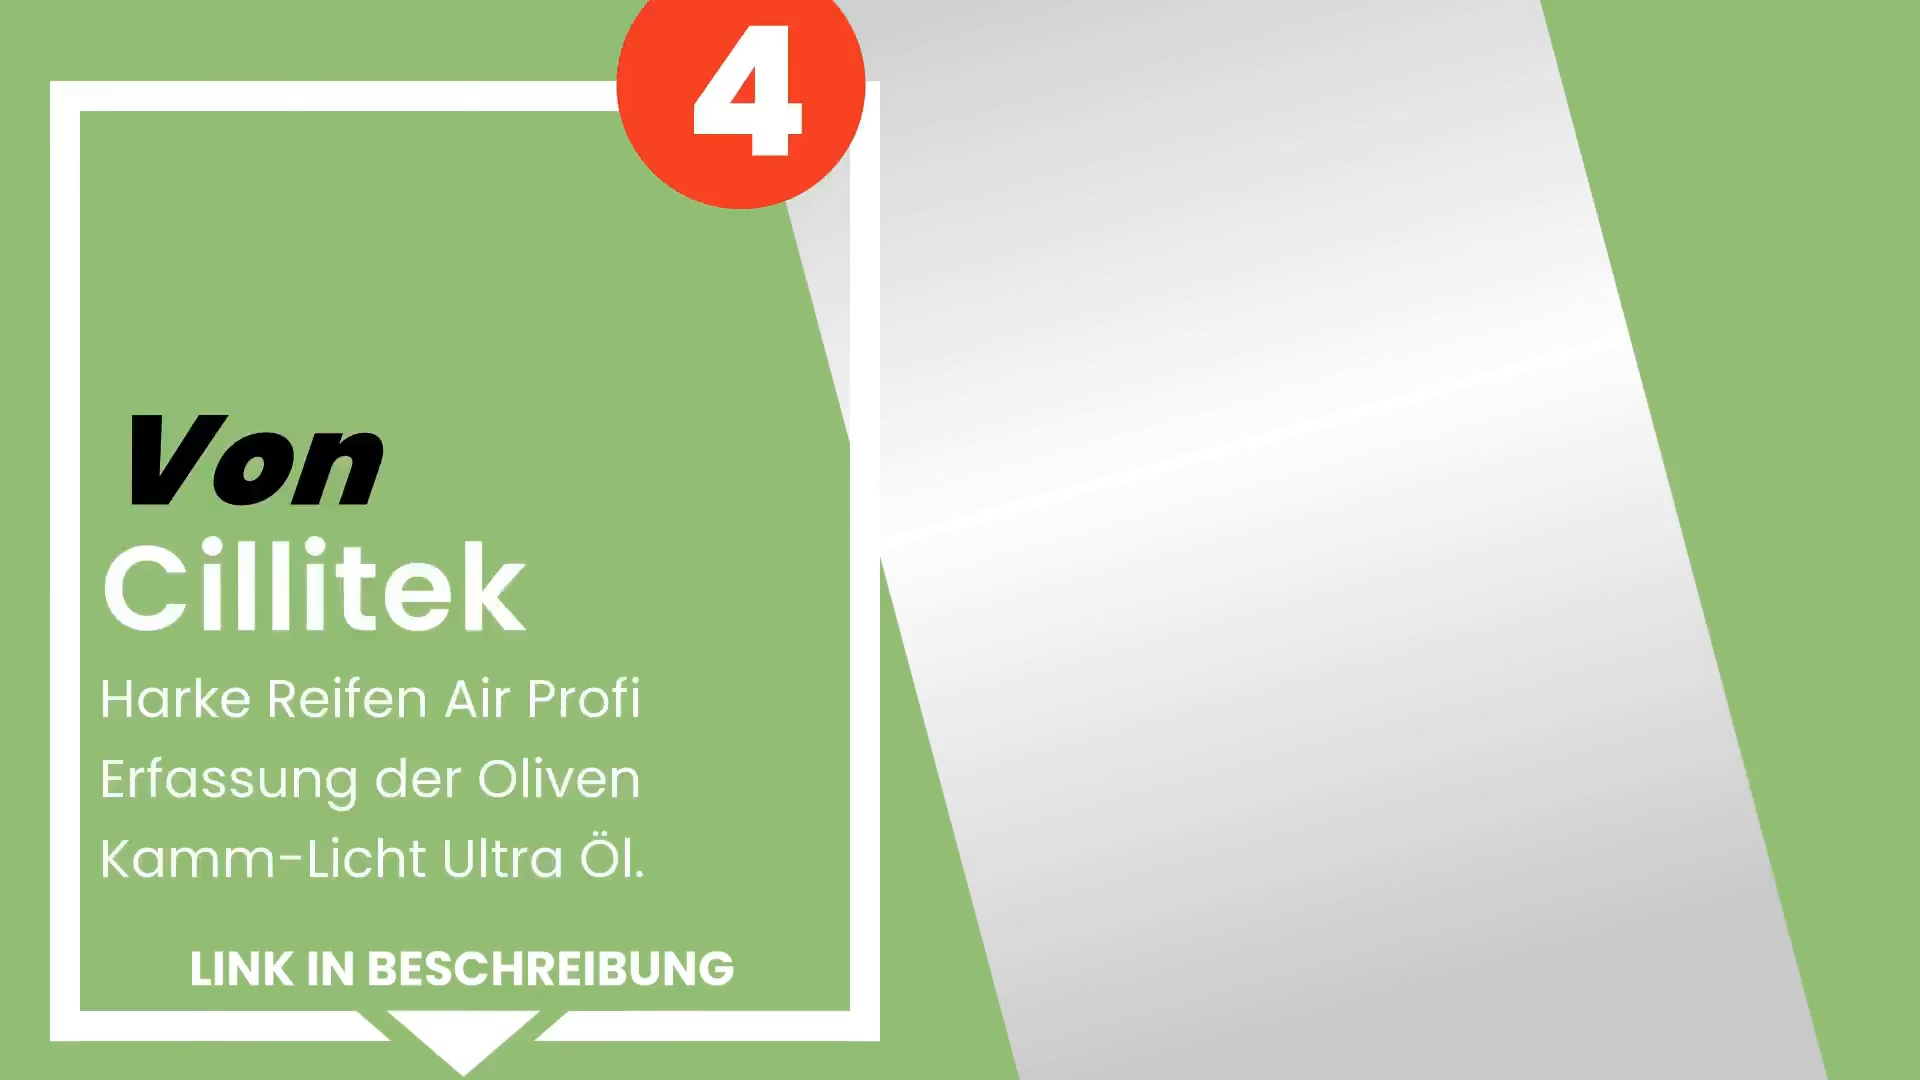 4
Von
Cillitek
Harke Reifen Air Profi
Erfassung der Oliven
Kamm-Licht Ultra Öl.
LINK IN BESCHREIBUNG